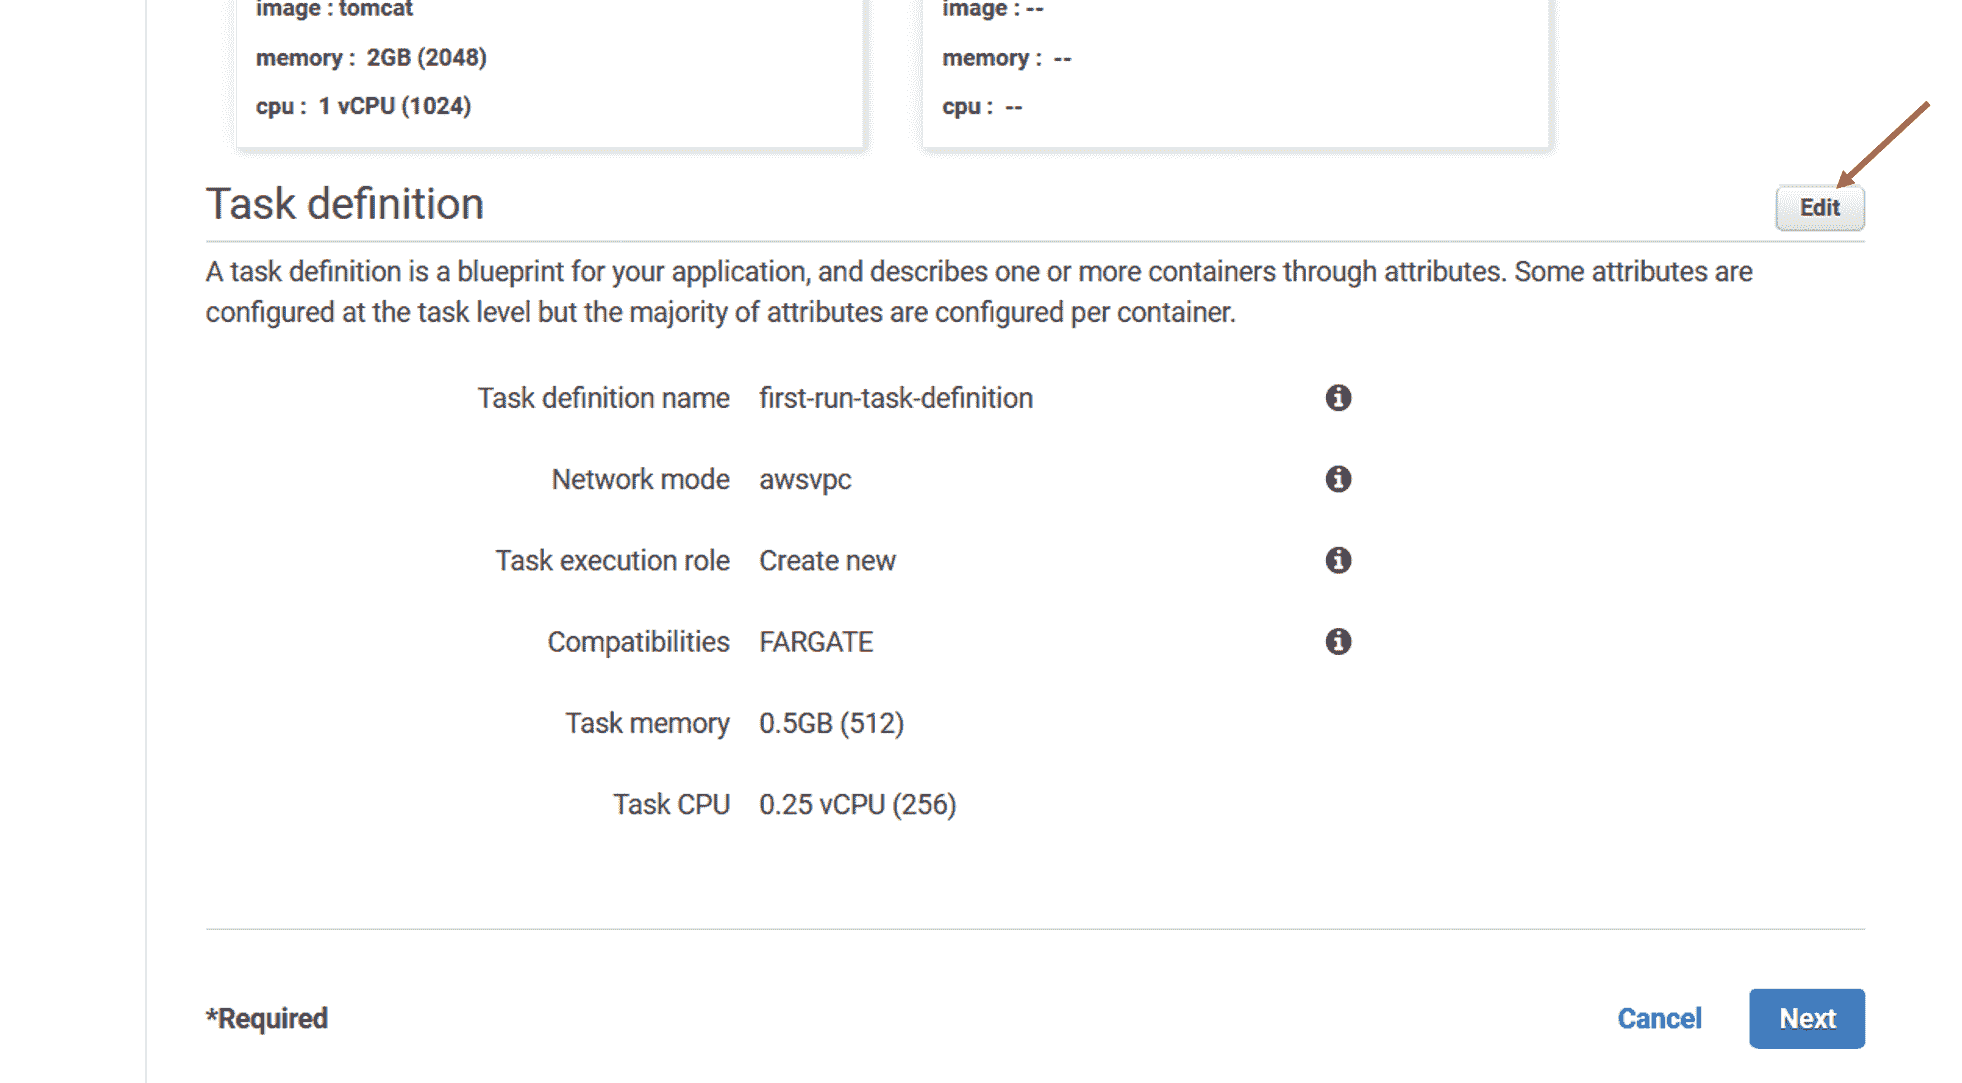 image : tomcat
memory : 2GB (2048)
cpu : 1 vCPU (1024)
image : --
memory : --
cpu : --
Task definition
Edit
A task definition is a blueprint for your application, and describes one or more containers through attributes. Some attributes are
configured at the task level but the majority of attributes are configured per container.
Task definition name first-run-task-definition
Network mode awsvpc
Task execution role Create new
Compatibilities FARGATE
Task memory 0.5GB (512)
Task CPU 0.25 vCPU (256)
*Required
Cancel
Next